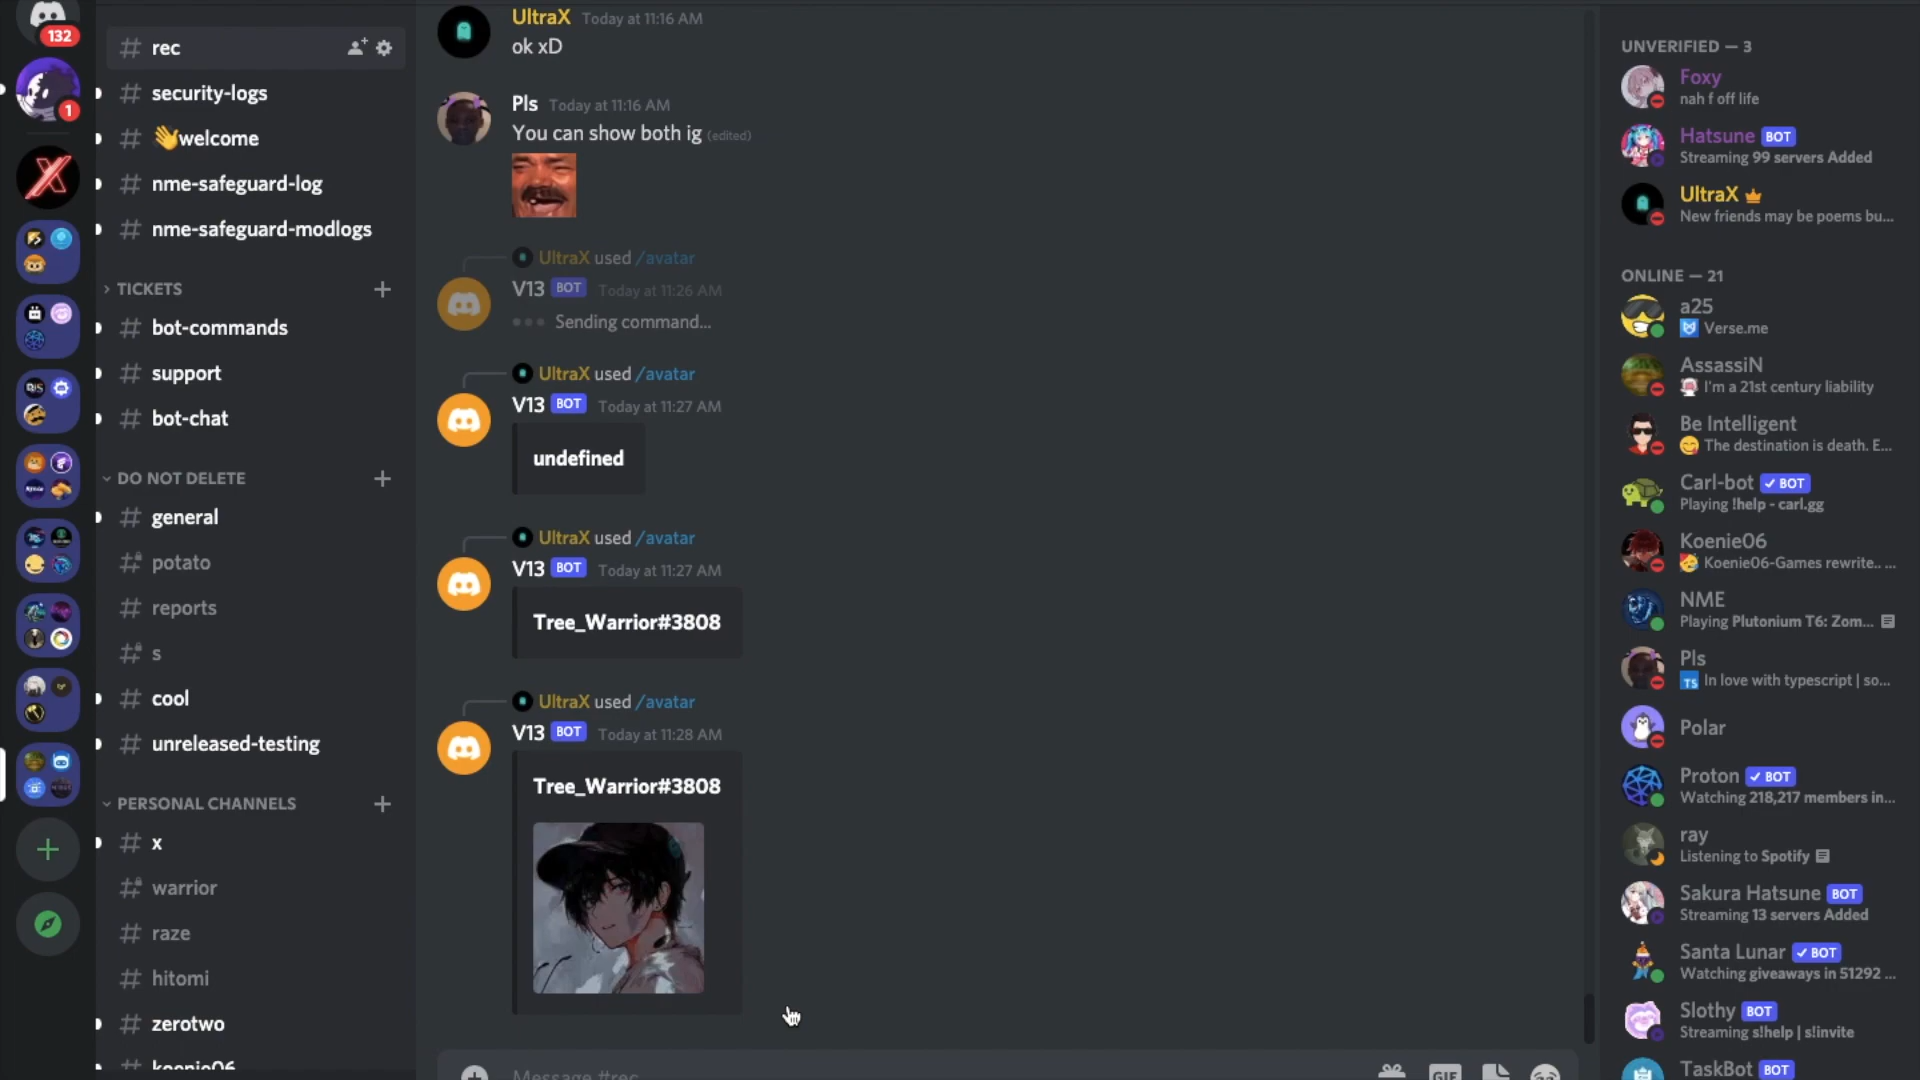 132
1
rec
security-logs
👋welcome
nme-safeguard-log
nme-safeguard-modlogs
TICKETS
bot-commands
support
bot-chat
DO NOT DELETE
general
potato
reports
s
cool
unreleased-testing
PERSONAL CHANNELS
x
warrior
raze
hitomi
zerotwo
koenie06
UltraX Today at 11:16 AM
ok xD
Pls Today at 11:16 AM
You can show both ig (edited)
UltraX used /avatar
V13 BOT Today at 11:26 AM
Sending command...
UltraX used /avatar
V13 BOT Today at 11:27 AM
undefined
UltraX used /avatar
V13 BOT Today at 11:27 AM
Tree_Warrior#3808
UltraX used /avatar
V13 BOT Today at 11:28 AM
Tree_Warrior#3808
Message #rec
GIF
UNVERIFIED — 3
Foxy
nah f off life
Hatsune BOT
Streaming 99 servers Added
UltraX
New friends may be poems bu...
ONLINE — 21
a25
Verse.me
AssassiN
I'm a 21st century liability
Be Intelligent
The destination is death. E...
Carl-bot ✓ BOT
Playing !help - carl.gg
Koenie06
Koenie06-Games rewrite.. ...
NME
Playing Plutonium T6: Zom...
Pls
TS In love with typescript | so...
Polar
Proton ✓ BOT
Watching 218,217 members in...
ray
Listening to Spotify
Sakura Hatsune BOT
Streaming 13 servers Added
Santa Lunar ✓ BOT
Watching giveaways in 51292 ...
Slothy BOT
Streaming s!help | s!invite
TaskBot BOT